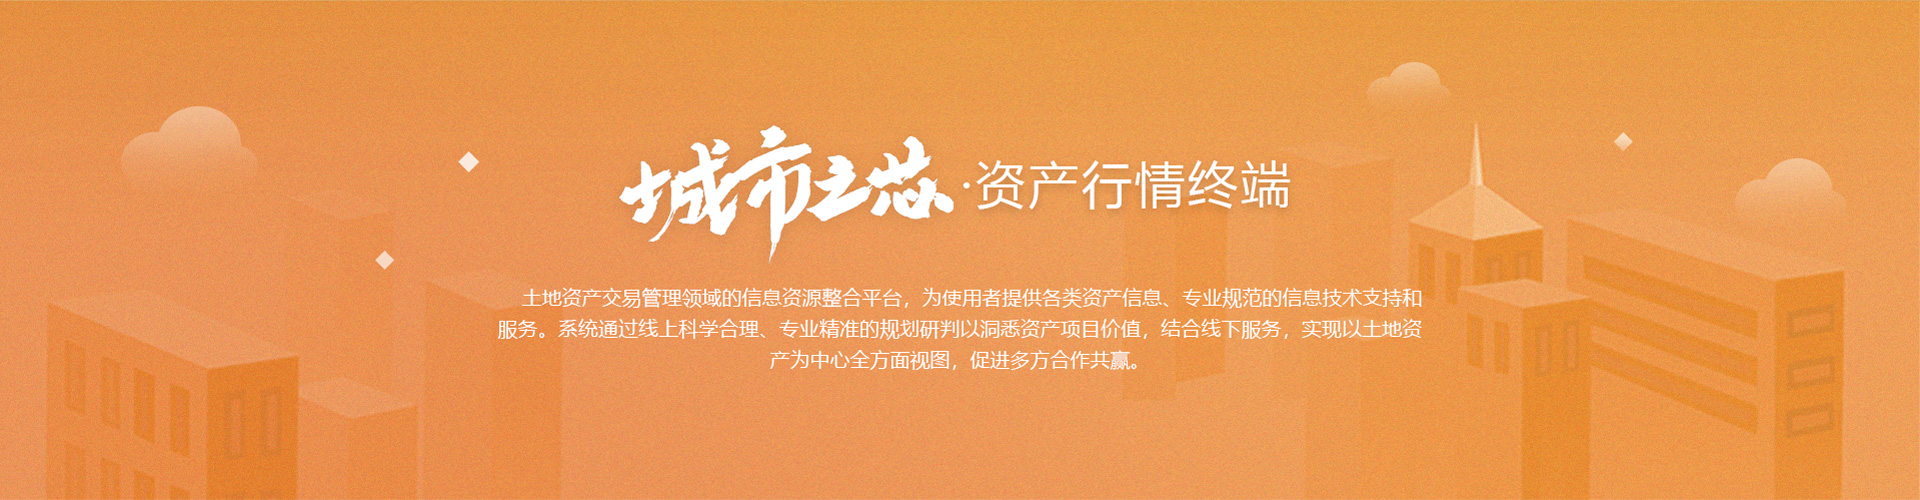 城市之芯·资产行情终端
土地资产交易管理领域的信息资源整合平台，为使用者提供各类资产信息、专业规范的信息技术支持和
服务。系统通过线上科学合理、专业精准的规划研判以洞悉资产项目价值，结合线下服务，实现以土地资
产为中心全方面视图，促进多方合作共赢。